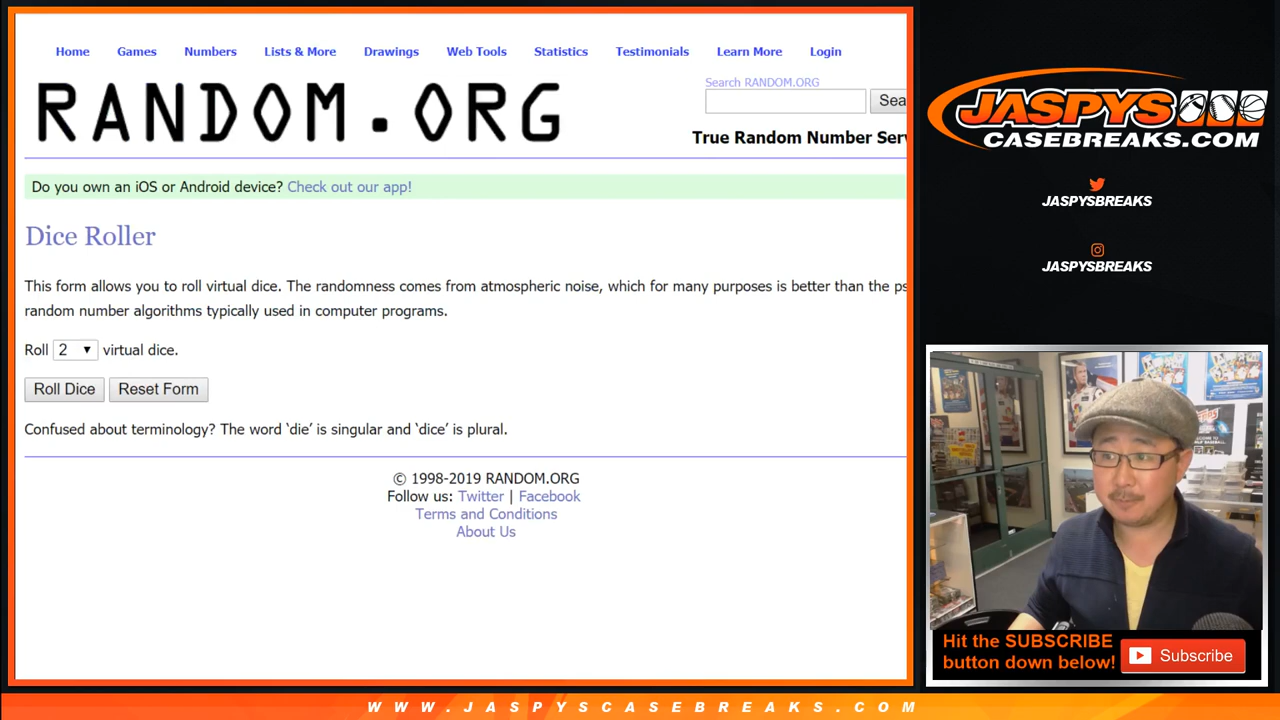 Home Games Numbers Lists & More Drawings Web Tools Statistics Testimonials Learn More Login
RANDOM.ORG
Search RANDOM.ORG
Sea
True Random Number Serv
Do you own an iOS or Android device? Check out our app!
Dice Roller
This form allows you to roll virtual dice. The randomness comes from atmospheric noise, which for many purposes is better than the ps
random number algorithms typically used in computer programs.
Roll 2 virtual dice.
Roll Dice Reset Form
Confused about terminology? The word ‘die’ is singular and ‘dice’ is plural.
© 1998-2019 RANDOM.ORG
Follow us: Twitter | Facebook
Terms and Conditions
About Us
JASPYS
CASEBREAKS.COM
JASPYSBREAKS
JASPYSBREAKS
Hit the SUBSCRIBE
button down below!
Subscribe
WWW.JASPYSCASEBREAKS.COM